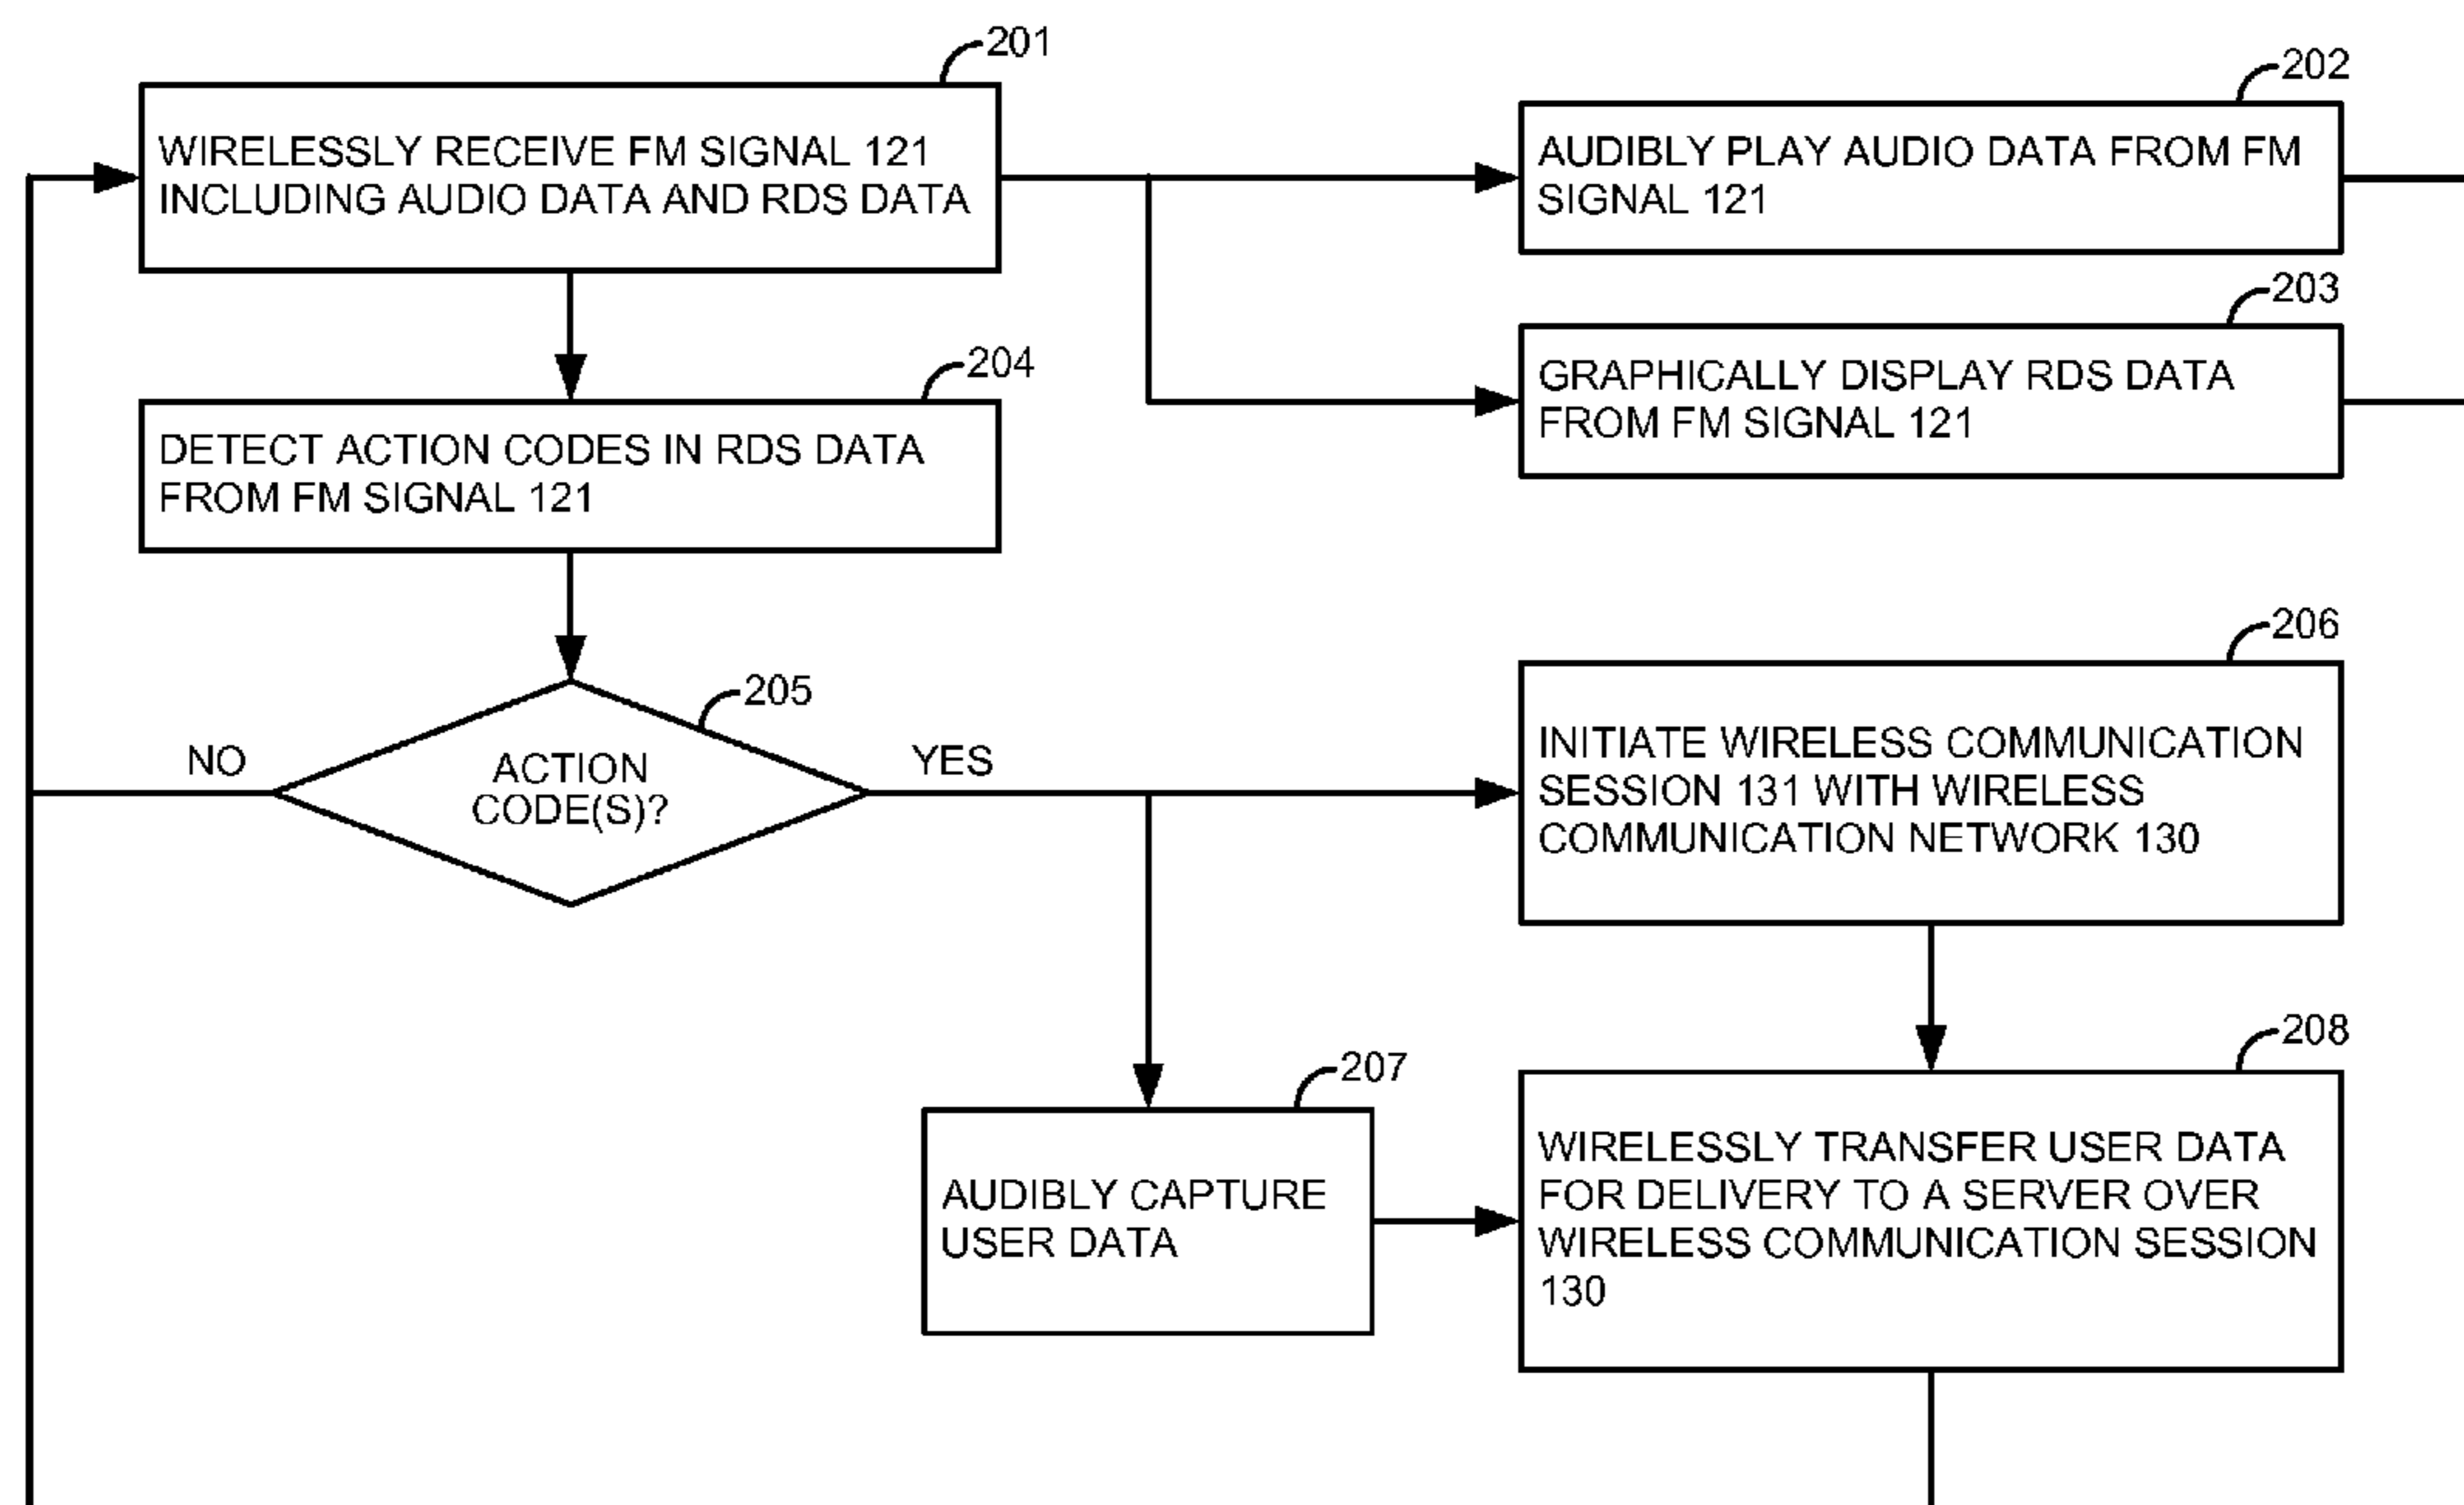 201
WIRELESSLY RECEIVE FM SIGNAL 121
INCLUDING AUDIO DATA AND RDS DATA
202
AUDIBLY PLAY AUDIO DATA FROM FM
SIGNAL 121
203
GRAPHICALLY DISPLAY RDS DATA
FROM FM SIGNAL 121
204
DETECT ACTION CODES IN RDS DATA
FROM FM SIGNAL 121
205
ACTION
CODE(S)?
NO
YES
206
INITIATE WIRELESS COMMUNICATION
SESSION 131 WITH WIRELESS
COMMUNICATION NETWORK 130
207
AUDIBLY CAPTURE
USER DATA
208
WIRELESSLY TRANSFER USER DATA
FOR DELIVERY TO A SERVER OVER
WIRELESS COMMUNICATION SESSION
130